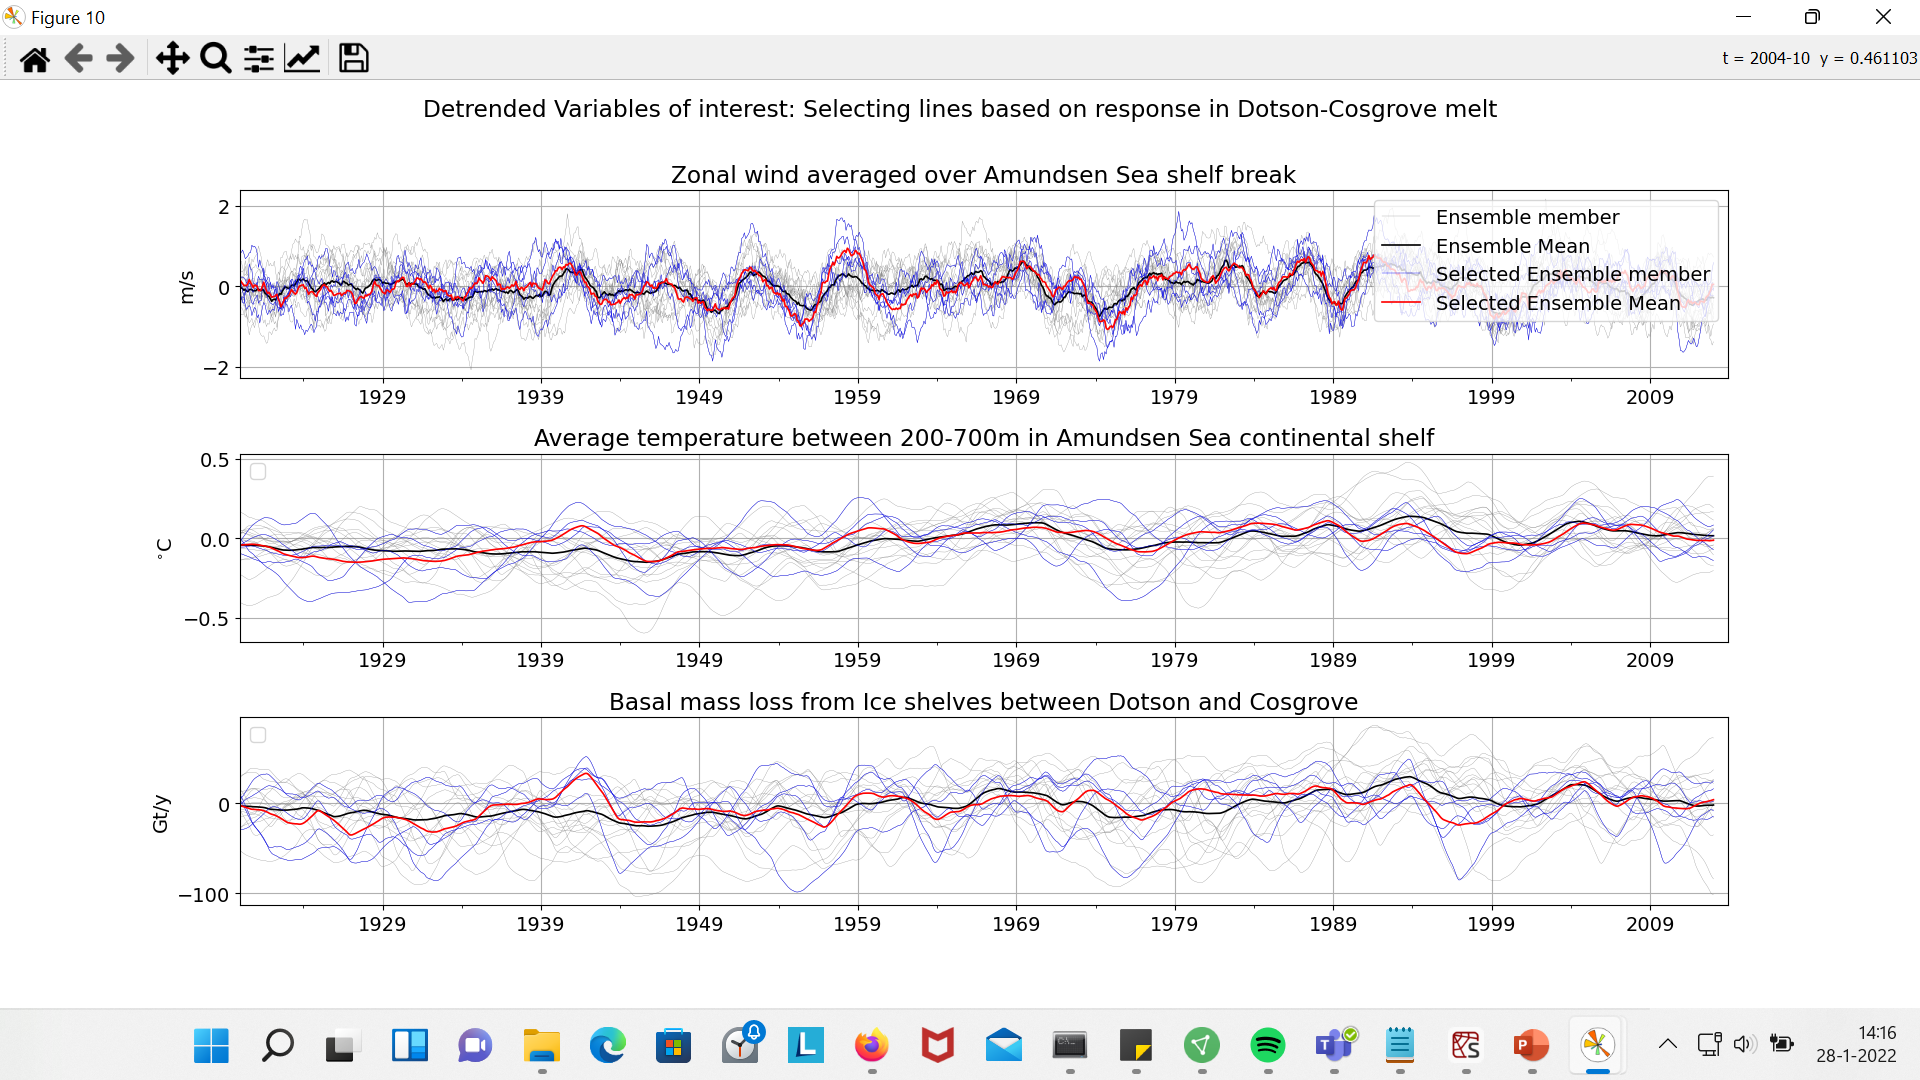 Figure 10
t = 2004-10 y = 0.461103
Detrended Variables of interest: Selecting lines based on response in Dotson-Cosgrove melt
Zonal wind averaged over Amundsen Sea shelf break
2
0
−2
m/s
Ensemble member
Ensemble Mean
Selected Ensemble member
Selected Ensemble Mean
1929 1939 1949 1959 1969 1979 1989 1999 2009
Average temperature between 200-700m in Amundsen Sea continental shelf
0.5
0.0
−0.5
°C
1929 1939 1949 1959 1969 1979 1989 1999 2009
Basal mass loss from Ice shelves between Dotson and Cosgrove
0
−100
Gt/y
1929 1939 1949 1959 1969 1979 1989 1999 2009
L
C:\_
T
P
14:16
28-1-2022